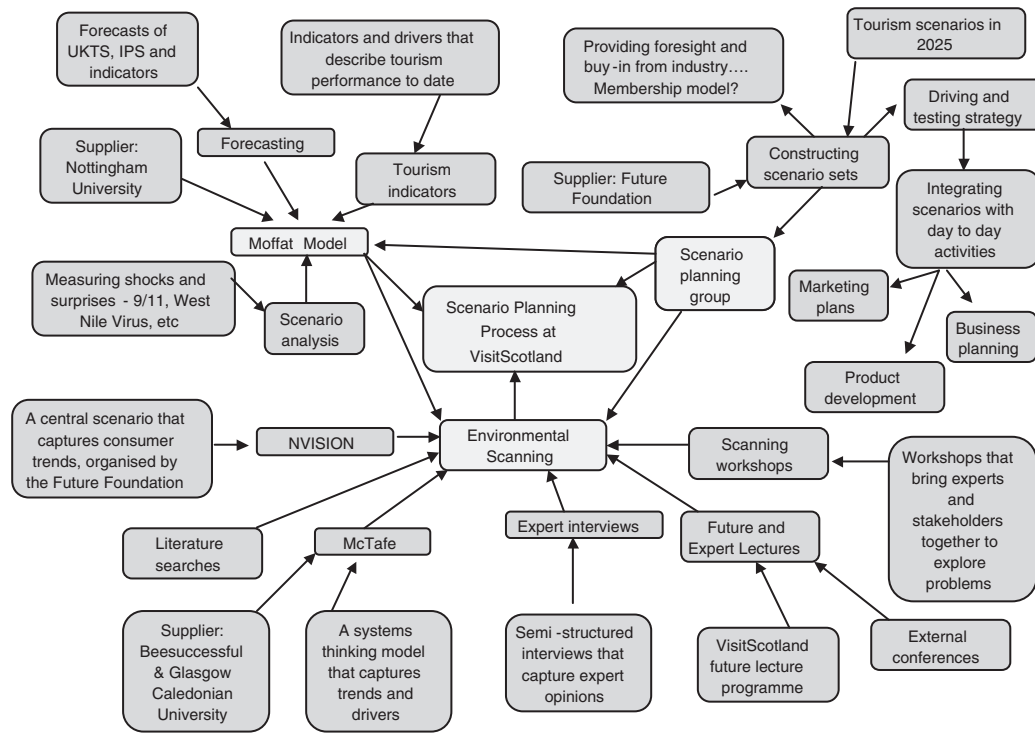 Forecasts of
UKTS, IPS and
indicators
Indicators and drivers that
describe tourism
performance to date
Providing foresight and
buy-in from industry….
Membership model?
Tourism scenarios in
2025
Driving and
testing strategy
Supplier:
Nottingham
University
Forecasting
Tourism
indicators
Supplier: Future
Foundation
Constructing
scenario sets
Integrating
scenarios with
day to day
activities
Moffat Model
Scenario
planning
group
Measuring shocks and
surprises - 9/11, West
Nile Virus, etc
Scenario
analysis
Scenario Planning
Process at
VisitScotland
Marketing
plans
Business
planning
Product
development
A central scenario that
captures consumer
trends, organised by
the Future Foundation
NVISION
Environmental
Scanning
Scanning
workshops
Workshops that
bring experts
and
stakeholders
together to
explore
problems
Literature
searches
McTafe
Expert interviews
Future and
Expert Lectures
Supplier:
Beesuccessful
& Glasgow
Caledonian
University
A systems
thinking model
that captures
trends and
drivers
Semi -structured
interviews that
capture expert
opinions
VisitScotland
future lecture
programme
External
conferences